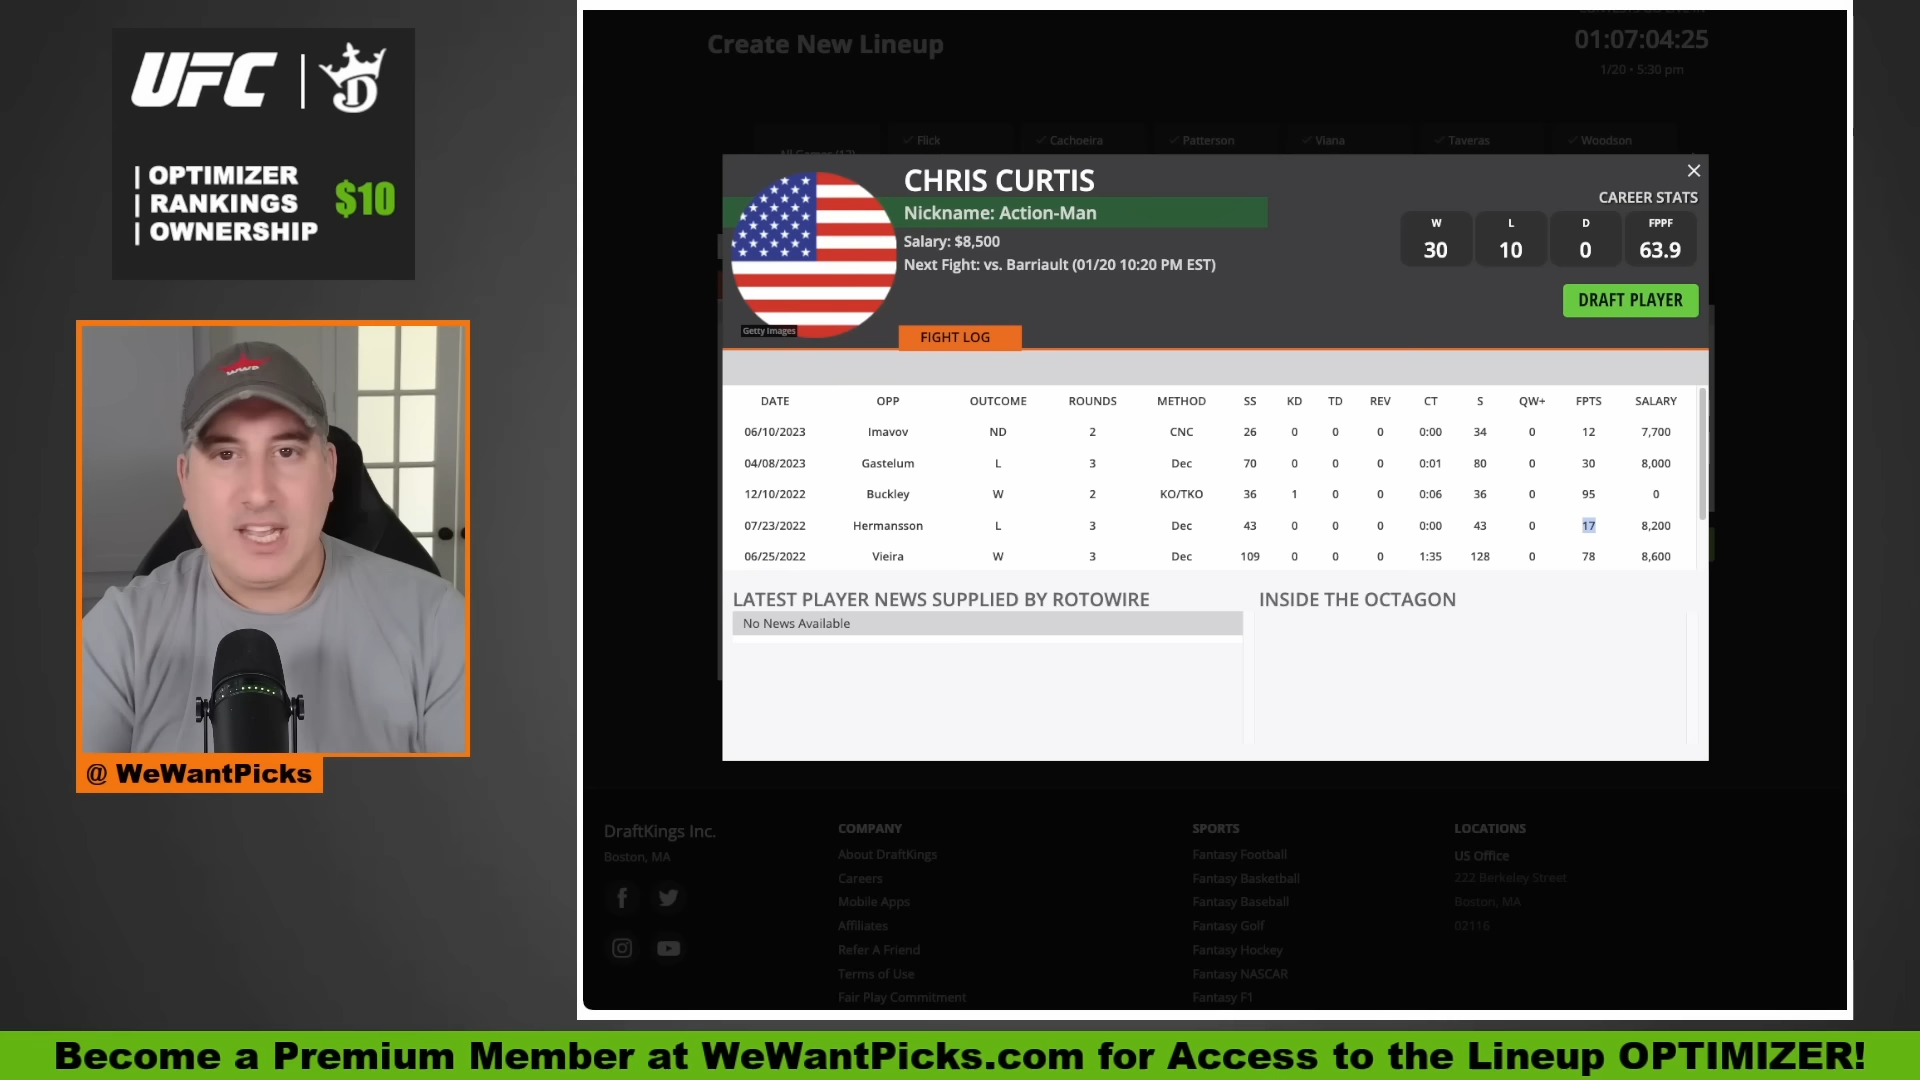 UFC
| OPTIMIZER
| RANKINGS
| OWNERSHIP
$10
@ WeWantPicks
Create New Lineup
01:07:04:25
1/20 • 5:30 pm
Flick
Cachoeira
Patterson
Viana
Taveras
Woodson
CHRIS CURTIS
Nickname: Action-Man
Salary: $8,500
Next Fight: vs. Barriault (01/20 10:20 PM EST)
Getty Images
CAREER STATS
W L D FPPF
30 10 0 63.9
DRAFT PLAYER
FIGHT LOG
DATE OPP OUTCOME ROUNDS METHOD SS KD TD REV CT S QW+ FPTS SALARY
06/10/2023 Imavov ND 2 CNC 26 0 0 0 0:00 34 0 12 7,700
04/08/2023 Gastelum L 3 Dec 70 0 0 0 0:01 80 0 30 8,000
12/10/2022 Buckley W 2 KO/TKO 36 1 0 0 0:06 36 0 95 0
07/23/2022 Hermansson L 3 Dec 43 0 0 0 0:00 43 0 17 8,200
06/25/2022 Vieira W 3 Dec 109 0 0 0 1:35 128 0 78 8,600
LATEST PLAYER NEWS SUPPLIED BY ROTOWIRE
No News Available
INSIDE THE OCTAGON
DraftKings Inc.
Boston, MA
COMPANY
About DraftKings
Careers
Mobile Apps
Affiliates
Refer A Friend
Terms of Use
Fair Play Commitment
SPORTS
Fantasy Football
Fantasy Basketball
Fantasy Baseball
Fantasy Golf
Fantasy Hockey
Fantasy NASCAR
Fantasy F1
LOCATIONS
US Office
222 Berkeley Street
Boston, MA
02116
Become a Premium Member at WeWantPicks.com for Access to the Lineup OPTIMIZER!